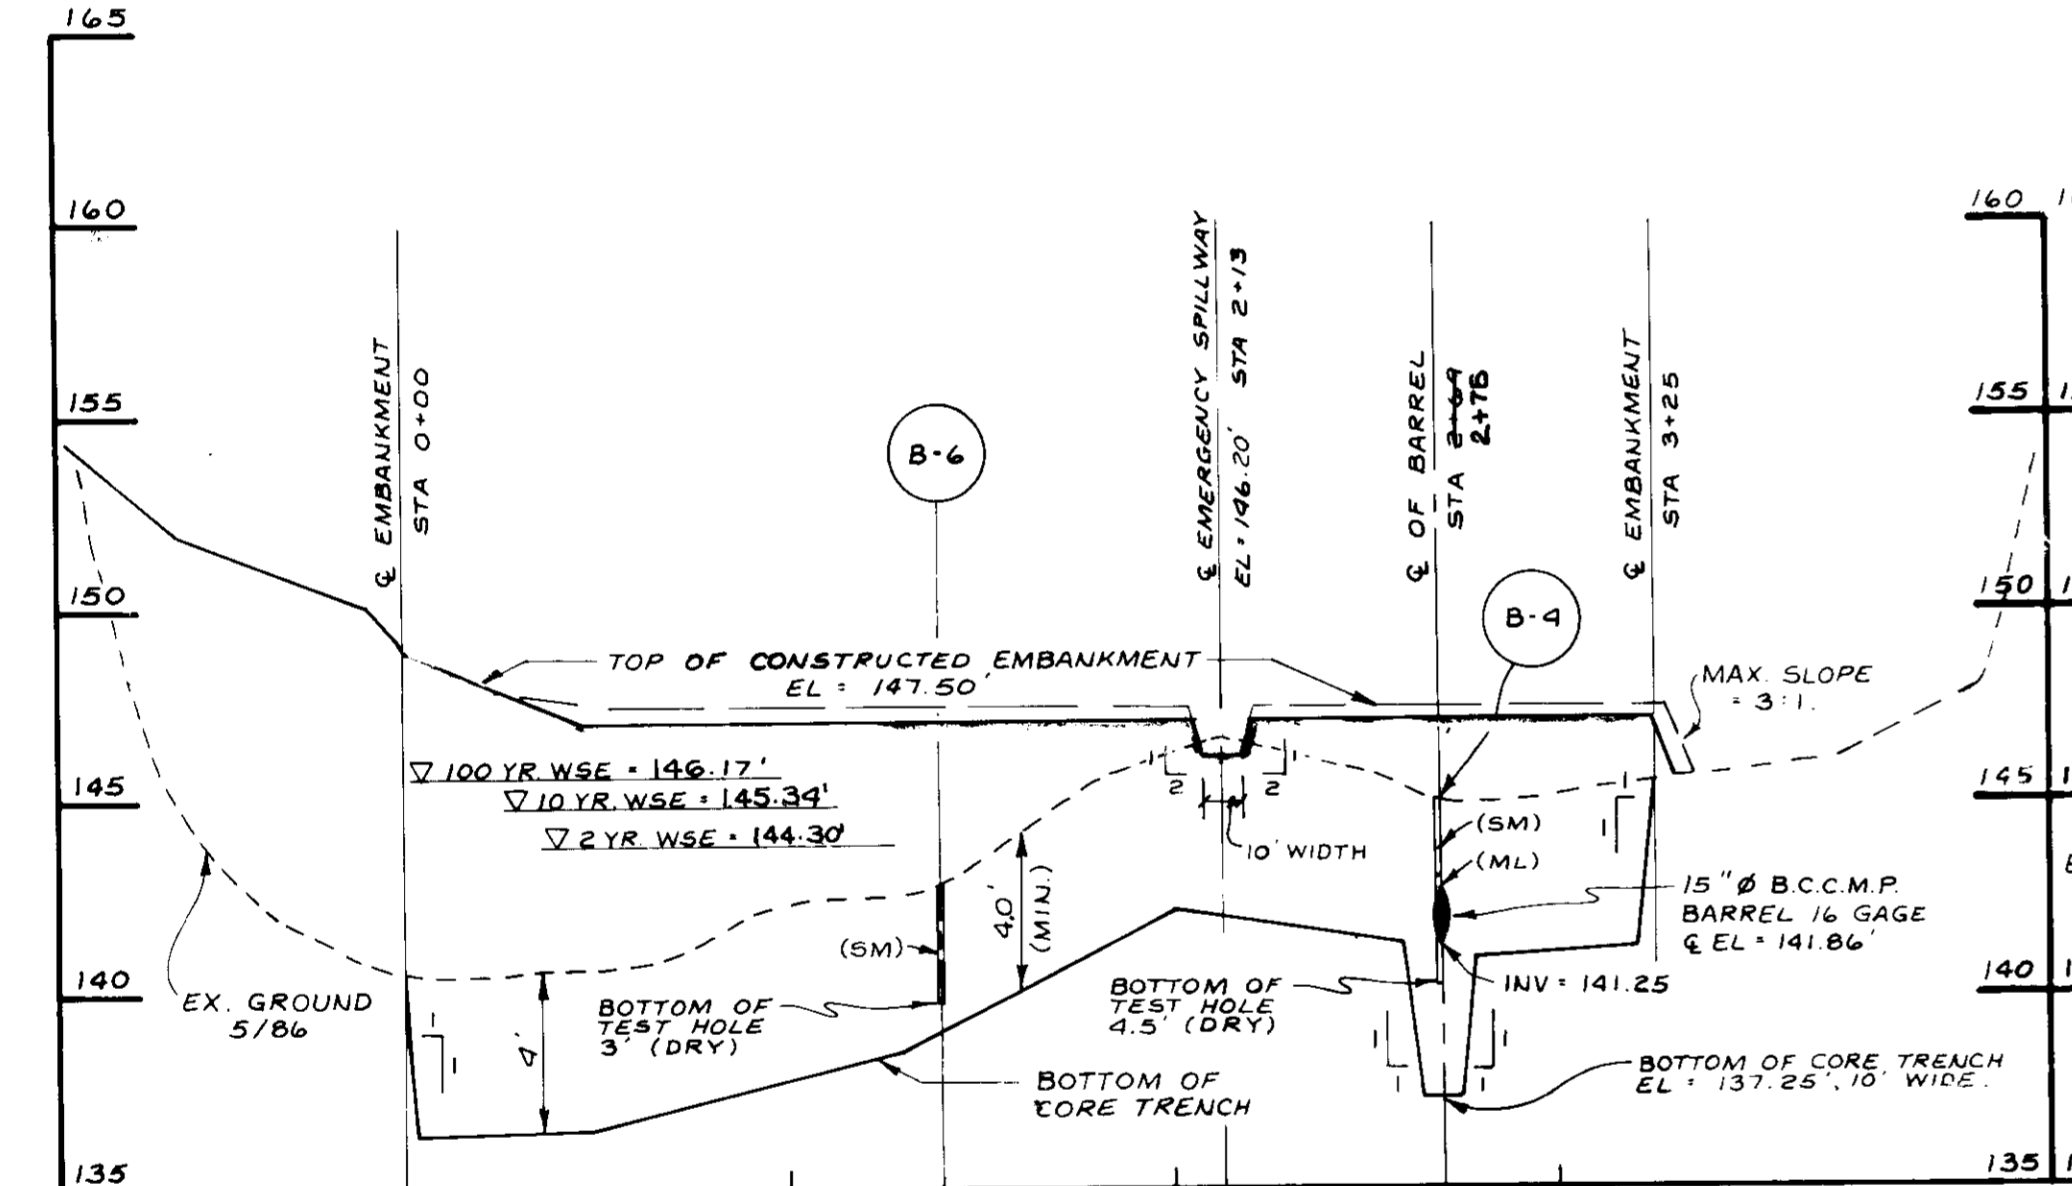 165
160
155
150
145
140
135
℄ EMBANKMENT
STA 0+00
B-6
℄ EMERGENCY SPILLWAY
EL = 146.20' STA 2+13
℄ OF BARREL
STA 2+69
2+78
B-4
℄ EMBANKMENT
STA 3+25
TOP OF CONSTRUCTED EMBANKMENT
EL = 147.50'
MAX. SLOPE
= 3:1.
▽ 100 YR. WSE = 146.17'
▽ 10 YR. WSE = 145.34'
▽ 2 YR. WSE = 144.30'
1
2
1
2
10' WIDTH
(SM)
(ML)
1
1
15" Ø B.C.C.M.P.
BARREL 16 GAGE
℄ EL = 141.86'
INV = 141.25
4.0'
(MIN.)
(SM)
EX. GROUND
5/86
1
1
4'
BOTTOM OF
TEST HOLE
3' (DRY)
BOTTOM OF
TEST HOLE
4.5' (DRY)
BOTTOM OF
CORE TRENCH
1
1
1
1
BOTTOM OF CORE TRENCH
EL = 137.25', 10' WIDE.
160
155
150
145
140
135